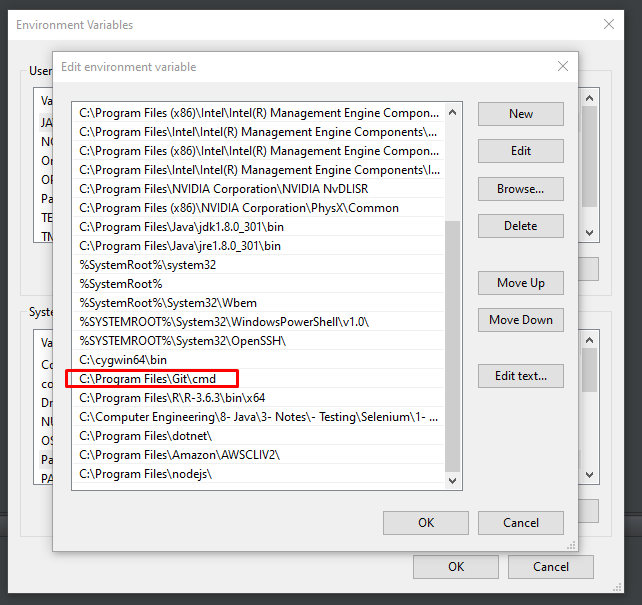 Environment Variables
Edit environment variable
User
Va
JA
NC
On
OP
Pa
TE
TM
C:\Program Files (x86)\Intel\Intel(R) Management Engine Compon...
C:\Program Files\Intel\Intel(R) Management Engine Components\...
C:\Program Files (x86)\Intel\Intel(R) Management Engine Compon...
C:\Program Files\Intel\Intel(R) Management Engine Components\I...
C:\Program Files\NVIDIA Corporation\NVIDIA NvDLISR
C:\Program Files (x86)\NVIDIA Corporation\PhysX\Common
C:\Program Files\Java\jdk1.8.0_301\bin
C:\Program Files\Java\jre1.8.0_301\bin
%SystemRoot%\system32
%SystemRoot%
%SystemRoot%\System32\Wbem
%SYSTEMROOT%\System32\WindowsPowerShell\v1.0\
%SYSTEMROOT%\System32\OpenSSH\
C:\cygwin64\bin
C:\Program Files\Git\cmd
C:\Program Files\R\R-3.6.3\bin\x64
C:\Computer Engineering\8- Java\3- Notes\- Testing\Selenium\1- ...
C:\Program Files\dotnet\
C:\Program Files\Amazon\AWSCLIV2\
C:\Program Files\nodejs\
New
Edit
Browse...
Delete
Move Up
Move Down
Edit text...
Syste
Va
Co
co
Dr
NU
OS
Pa
PA
OK
Cancel
OK
Cancel